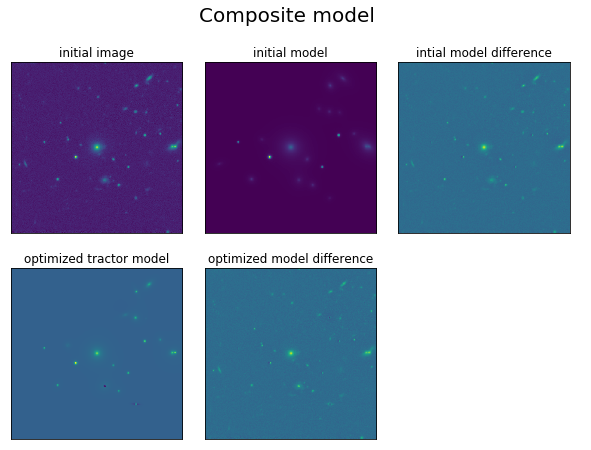 Composite model
initial image
initial model
intial model difference
optimized tractor model
optimized model difference